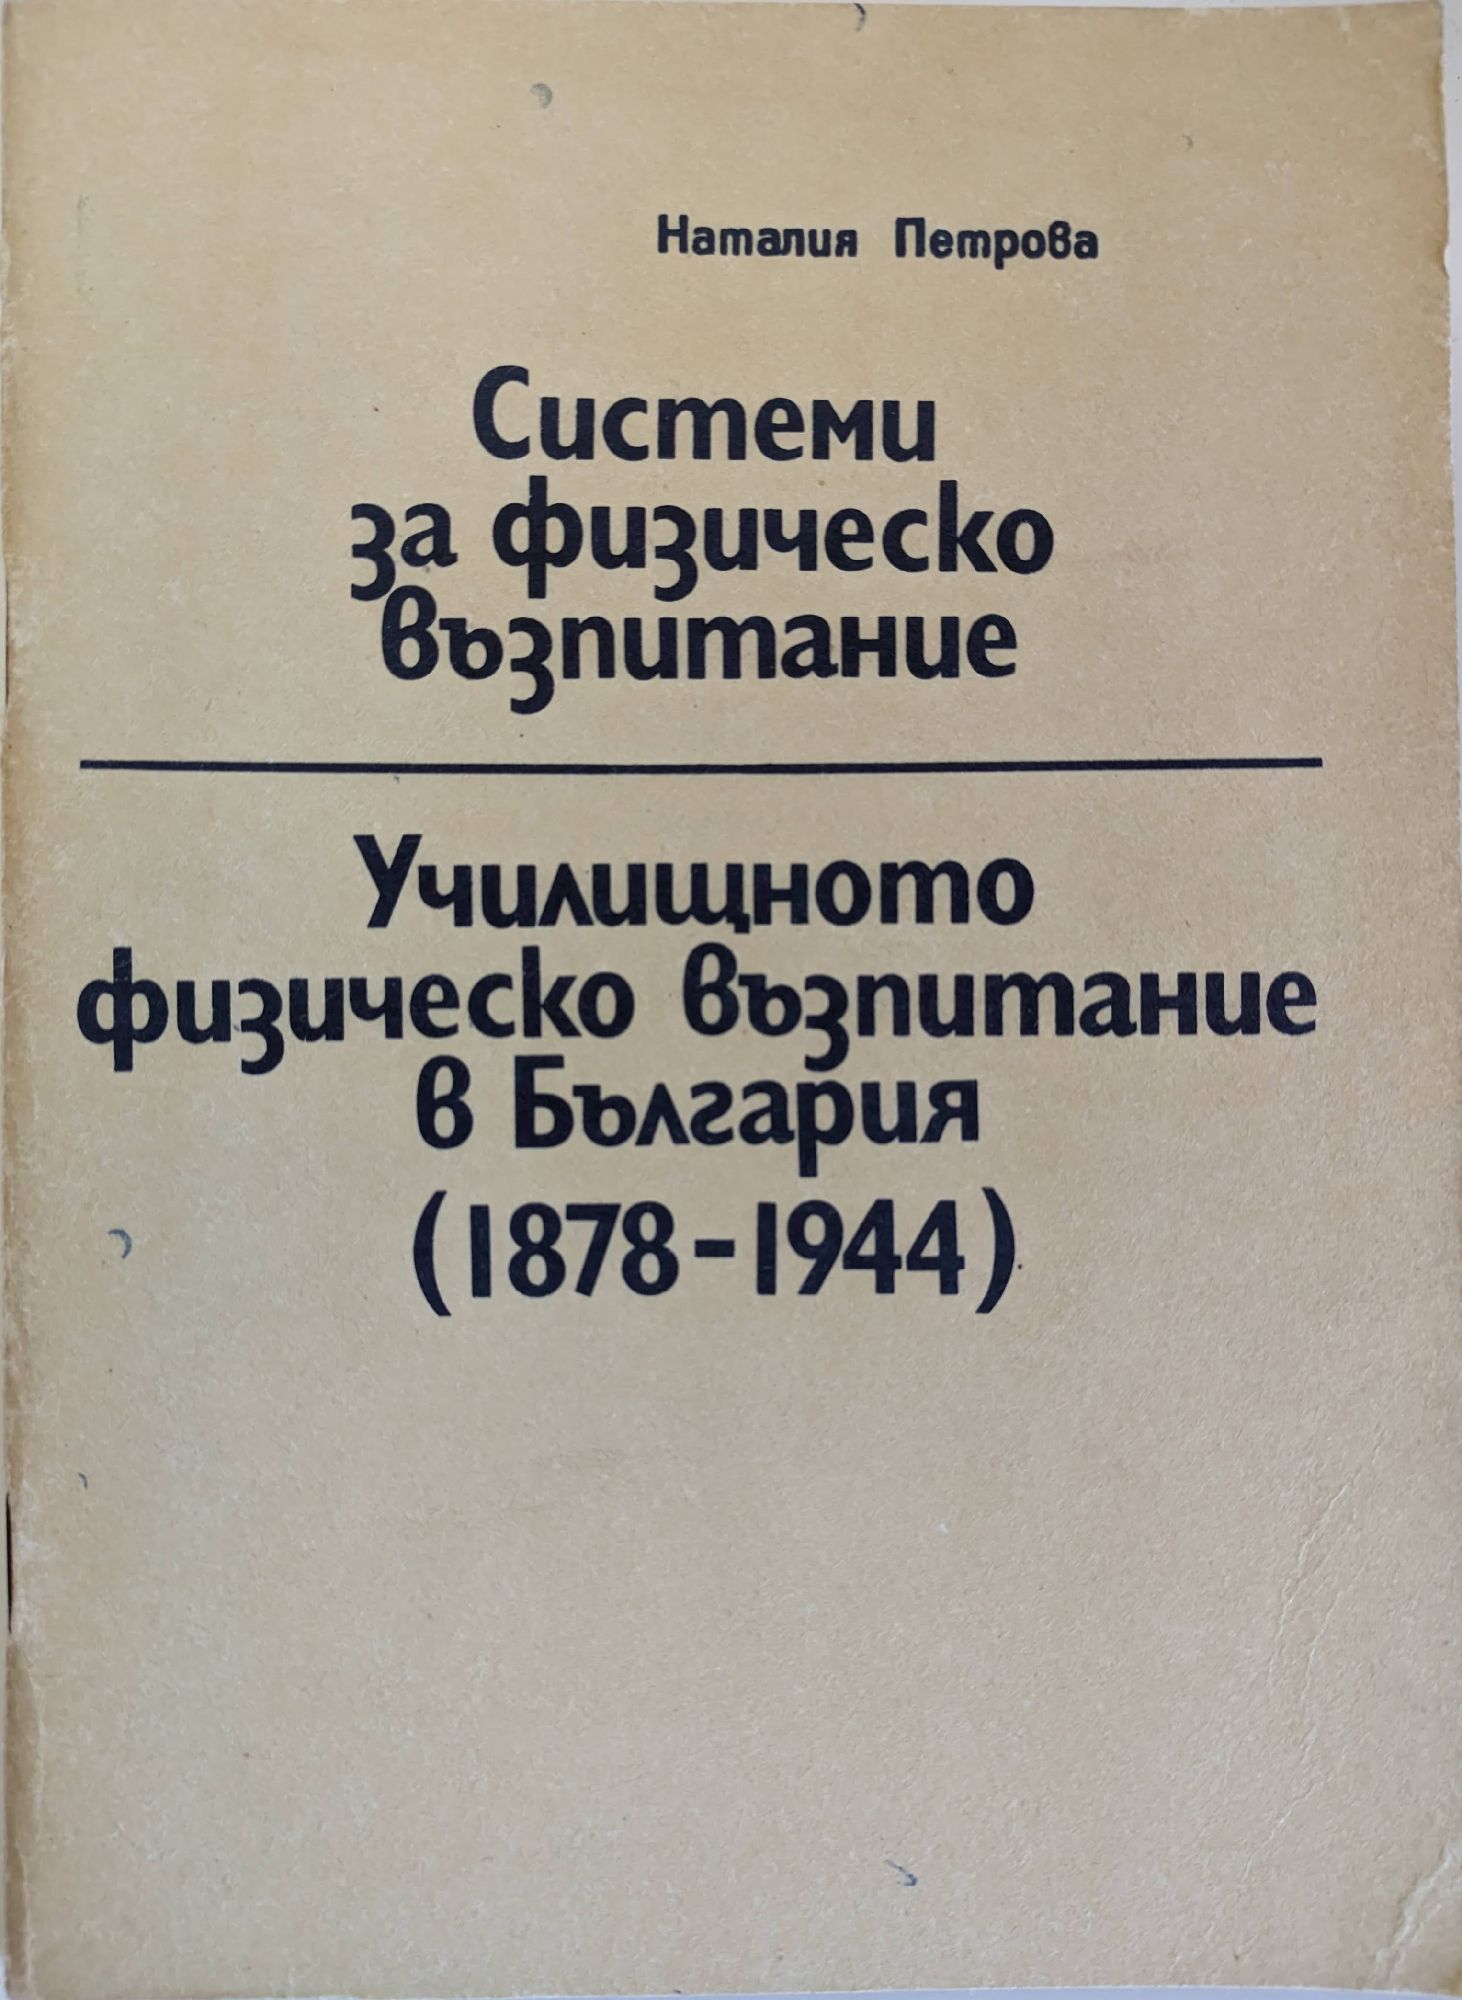 Наталия Петрова
Системи
за физическо
възпитание
Училищното
физическо възпитание
в България
(1878-1944)